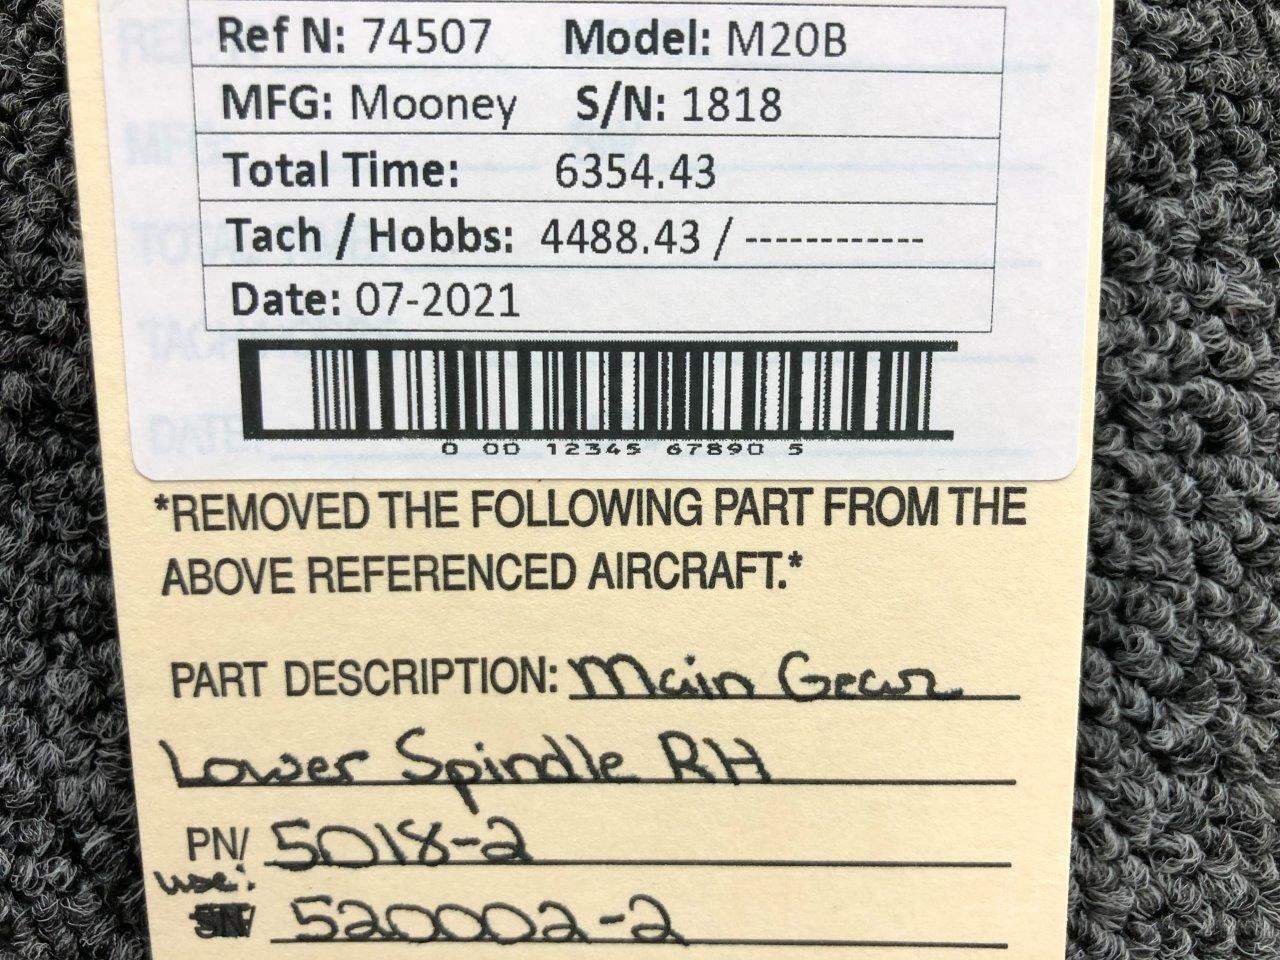 Ref N: 74507 Model: M20B
MFG: Mooney S/N: 1818
Total Time: 6354.43
Tach / Hobbs: 4488.43 / ------------
Date: 07-2021
0 00 12345 67890 5
*REMOVED THE FOLLOWING PART FROM THE
ABOVE REFERENCED AIRCRAFT.*
PART DESCRIPTION: Main Gear
Lower Spindle RH
PN/ 5018-2
use:
SN/ 520002-2